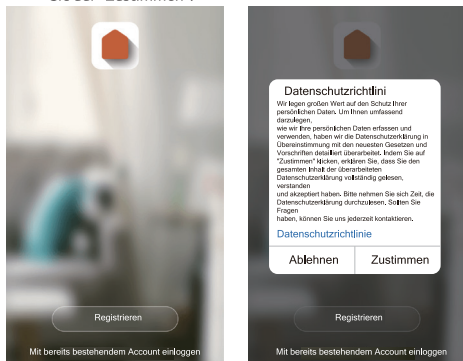 Registrieren
Mit bereits bestehendem Account einloggen
Datenschutzrichtlini
Wir legen großen Wert auf den Schutz Ihrer
persönlichen Daten. Um Ihnen umfassend
darzulegen,
wie wir Ihre persönlichen Daten erfassen und
verwenden, haben wir die Datenschutzerklärung in
Übereinstimmung mit den neuesten Gesetzen und
Vorschriften detailliert überarbeitet. Indem Sie auf
"Zustimmen" klicken, erklären Sie, dass Sie den
gesamten Inhalt der überarbeiteten
Datenschutzerklärung vollständig gelesen,
verstanden
und akzeptiert haben. Bitte nehmen Sie sich Zeit, die
Datenschutzerklärung durchzulesen, Sollten Sie
Fragen
haben, können Sie uns jederzeit kontaktieren.
Datenschutzrichtlinie
Ablehnen Zustimmen
Registrieren
Mit bereits bestehendem Account einloggen